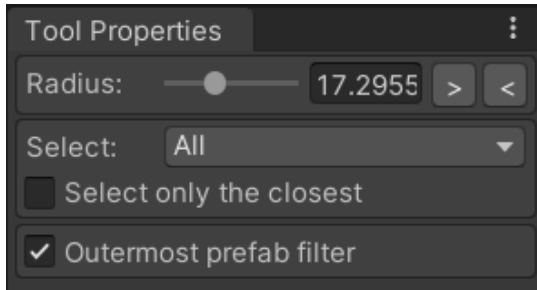 Tool Properties
Radius: 17.2955 > <
Select: All
Select only the closest
Outermost prefab filter